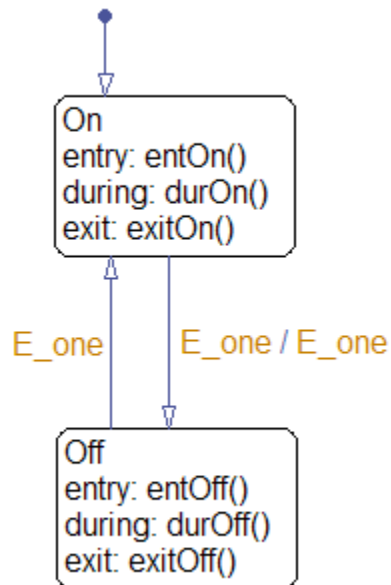 On
entry: entOn()
during: durOn()
exit: exitOn()
E_one
E_one / E_one
Off
entry: entOff()
during: durOff()
exit: exitOff()